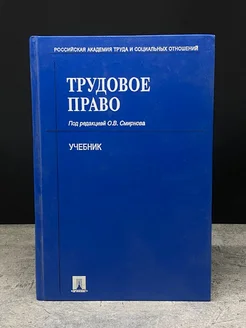 РОССИЙСКАЯ АКАДЕМИЯ ТРУДА И СОЦИАЛЬНЫХ ОТНОШЕНИЙ
ТРУДОВОЕ
ПРАВО
Под редакцией О.В. Смирнова
УЧЕБНИК